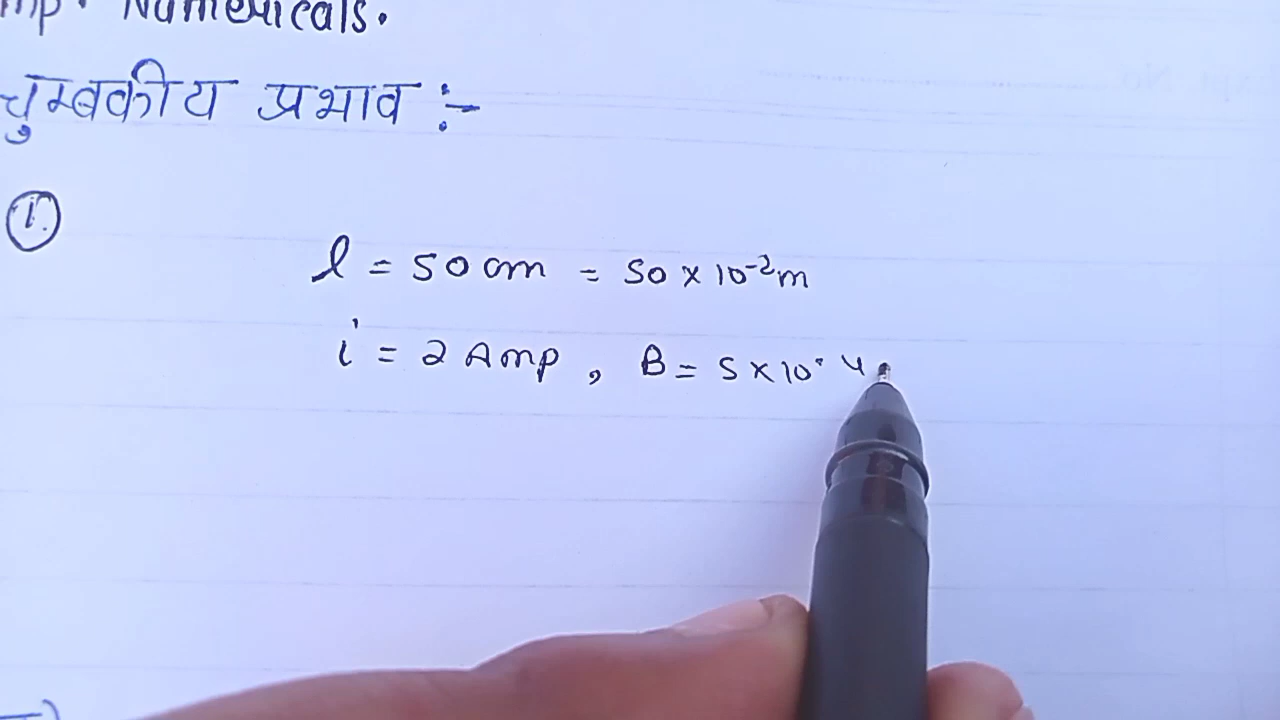 Numericals.
चुम्बकीय प्रभाव :-
1.
l = 50 cm = 50 × 10⁻² m
i = 2 Amp , B = 5 × 10⁻⁴